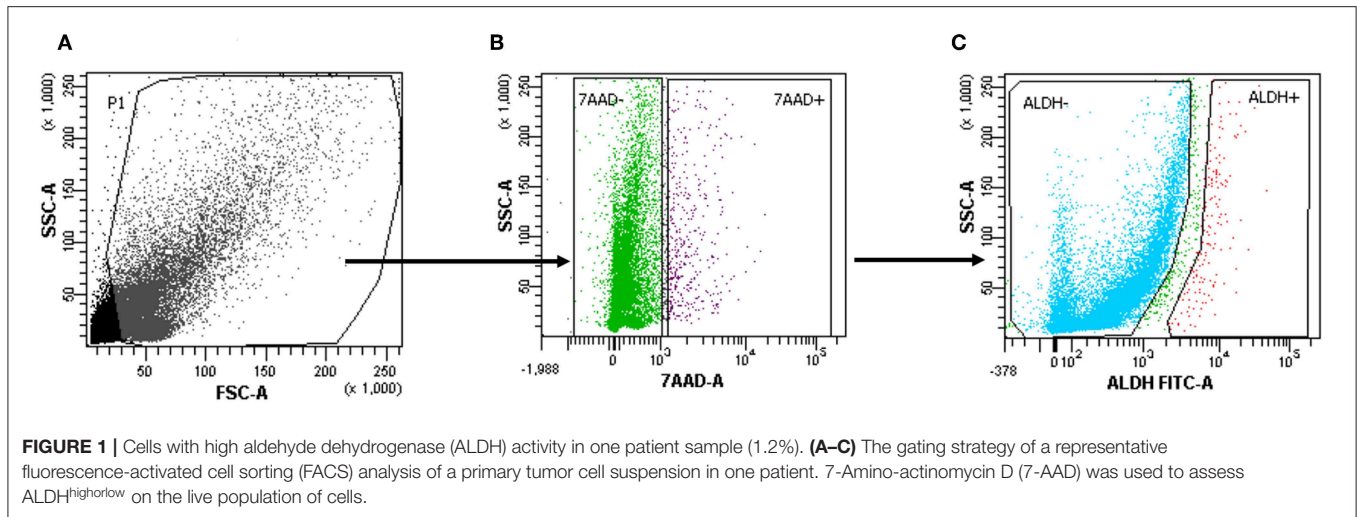 A
B
C
(x 1,000)
SSC-A
250
200
150
100
50
P1
50 100 150 200 250
(x 1,000)
FSC-A
(x 1,000)
SSC-A
250
200
150
100
50
7AAD-
7AAD+
-1,988
0 10³ 10⁴ 10⁵
7AAD-A
(x 1,000)
SSC-A
250
200
150
100
50
ALDH-
ALDH+
-378
0 10² 10³ 10⁴ 10⁵
ALDH FITC-A
FIGURE 1 | Cells with high aldehyde dehydrogenase (ALDH) activity in one patient sample (1.2%). (A–C) The gating strategy of a representative
fluorescence-activated cell sorting (FACS) analysis of a primary tumor cell suspension in one patient. 7-Amino-actinomycin D (7-AAD) was used to assess
ALDHhighorlow on the live population of cells.